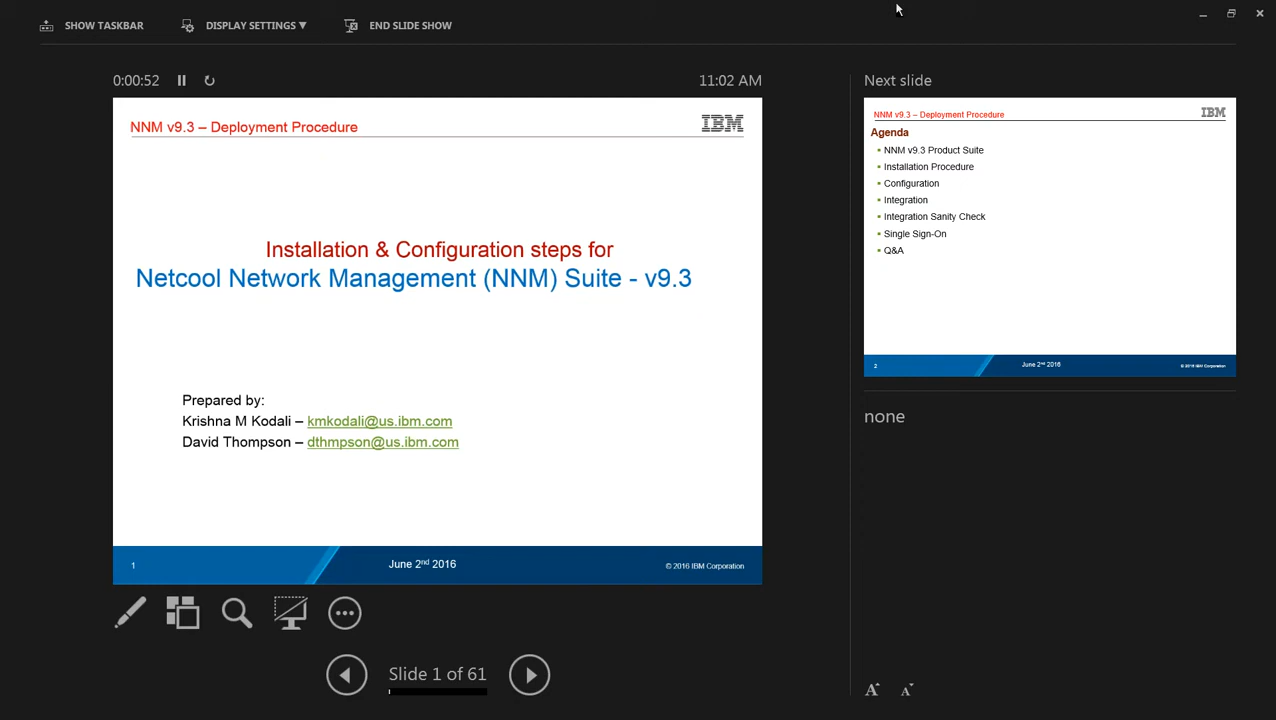 SHOW TASKBAR
DISPLAY SETTINGS ▼
END SLIDE SHOW
0:00:52
11:02 AM
NNM v9.3 – Deployment Procedure
IBM
Installation & Configuration steps for
Netcool Network Management (NNM) Suite - v9.3
Prepared by:
Krishna M Kodali – kmkodali@us.ibm.com
David Thompson – dthmpson@us.ibm.com
1
June 2nd 2016
© 2016 IBM Corporation
Slide 1 of 61
Next slide
NNM v9.3 – Deployment Procedure
IBM
Agenda
▪ NNM v9.3 Product Suite
▪ Installation Procedure
▪ Configuration
▪ Integration
▪ Integration Sanity Check
▪ Single Sign-On
▪ Q&A
2
June 2nd 2016
© 2016 IBM Corporation
none
A A